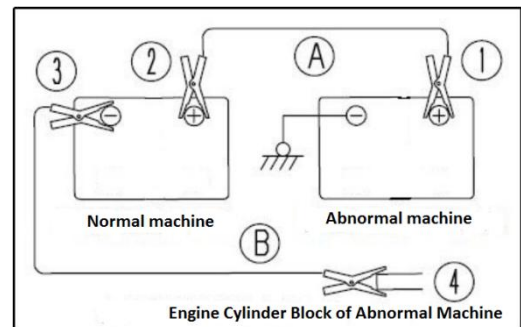 A
3
2
1
+
−
−
+
Normal machine
Abnormal machine
B
4
Engine Cylinder Block of Abnormal Machine